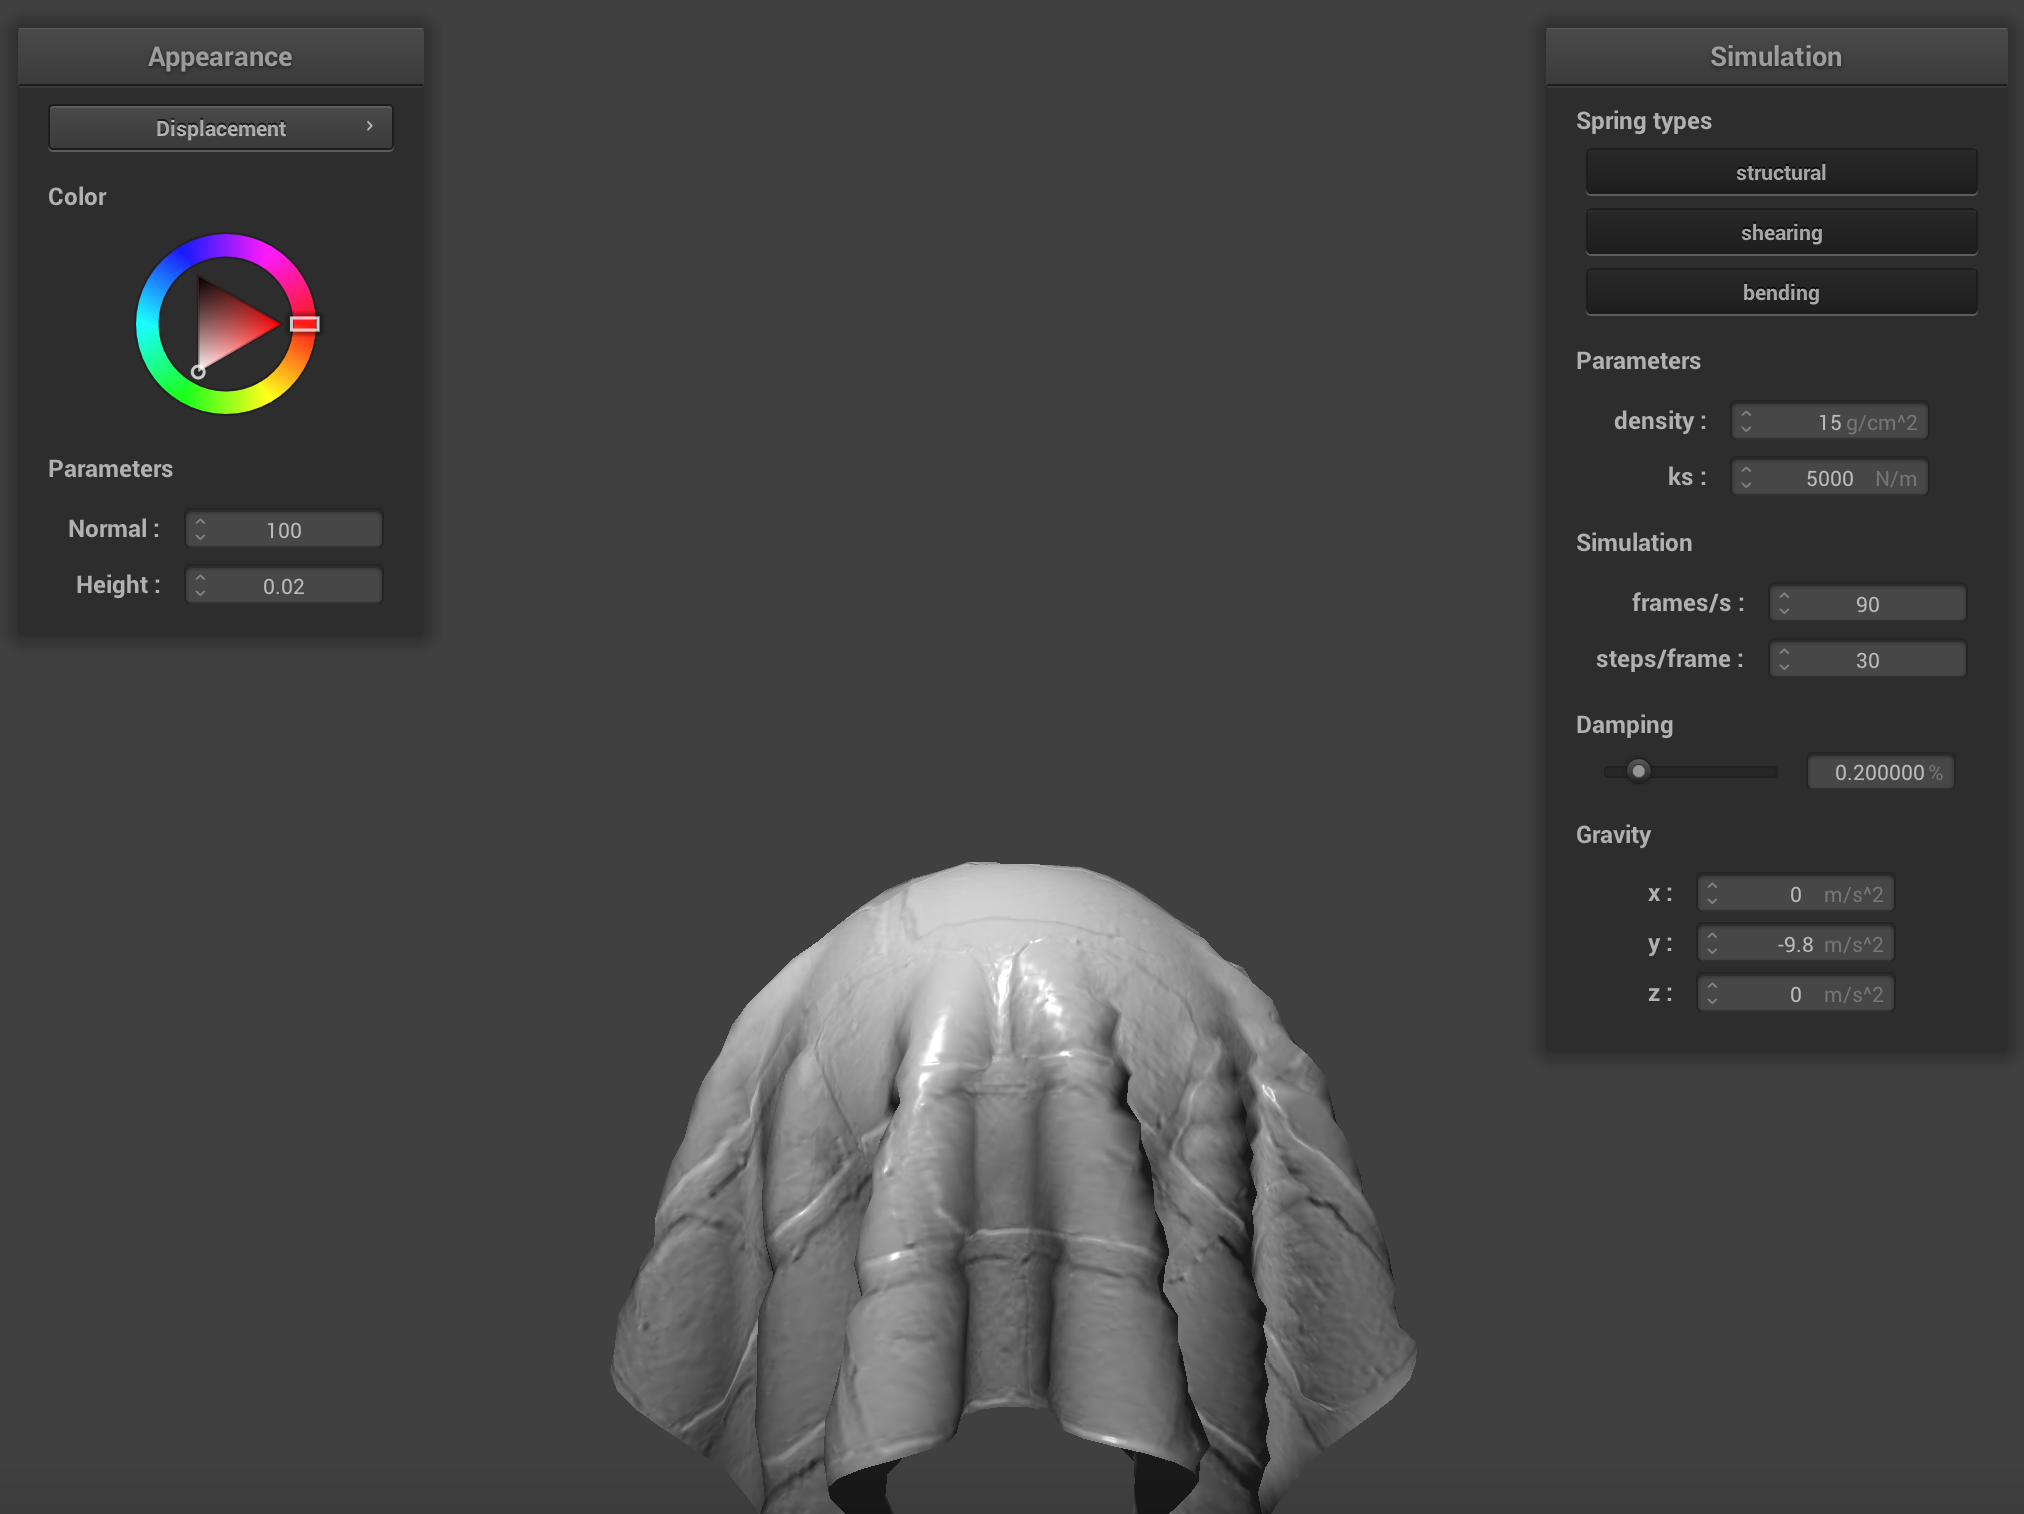 Appearance
Displacement
Color
Parameters
Normal : 100
Height : 0.02
Simulation
Spring types
structural
shearing
bending
Parameters
density : 15 g/cm^2
ks : 5000 N/m
Simulation
frames/s : 90
steps/frame : 30
Damping
0.200000 %
Gravity
x : 0 m/s^2
y : -9.8 m/s^2
z : 0 m/s^2